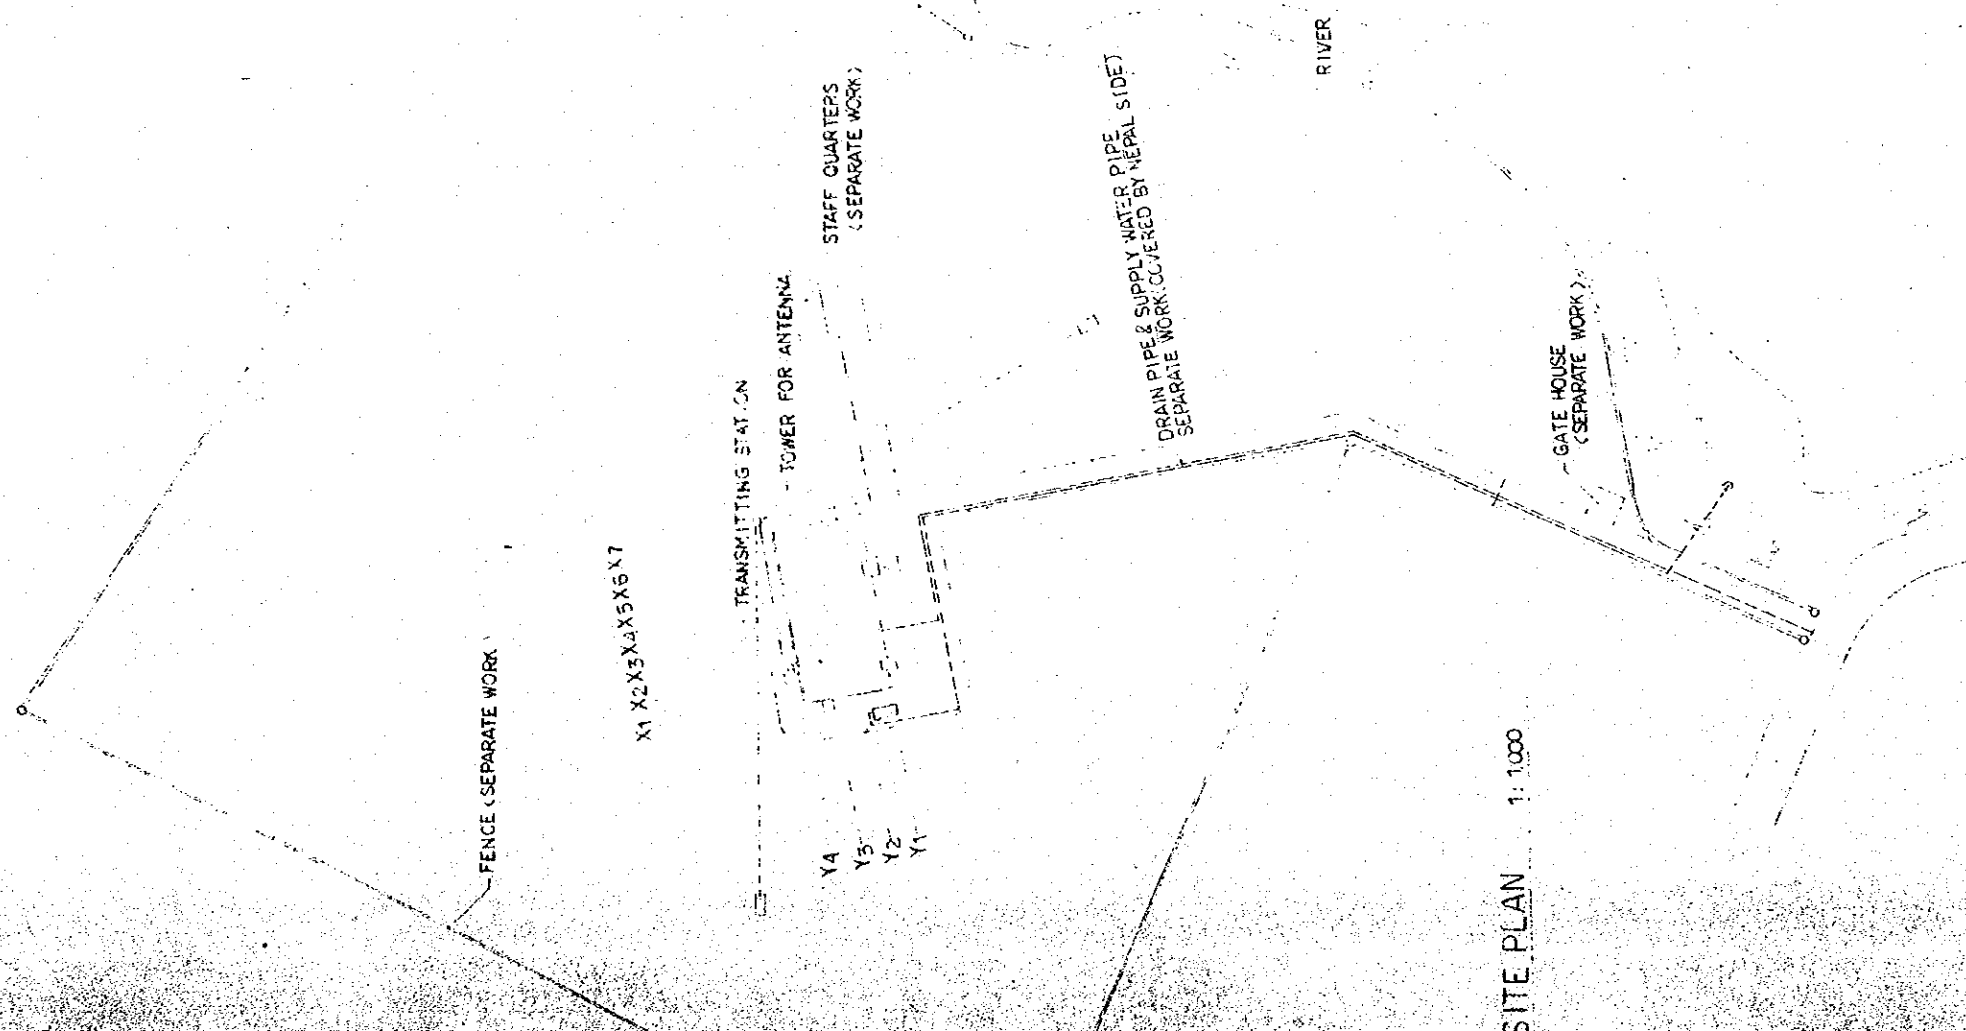 FENCE (SEPARATE WORK)
X1 X2 X3 X4 X5 X6 X7
TRANSMITTING STATION
TOWER FOR ANTENNA
STAFF QUARTERS
(SEPARATE WORK)
Y4
Y3
Y2
Y1
DRAIN PIPE & SUPPLY WATER PIPE
SEPARATE WORK (COVERED BY NEPAL SIDE)
RIVER
GATE HOUSE
(SEPARATE WORK)
SITE PLAN 1:1000